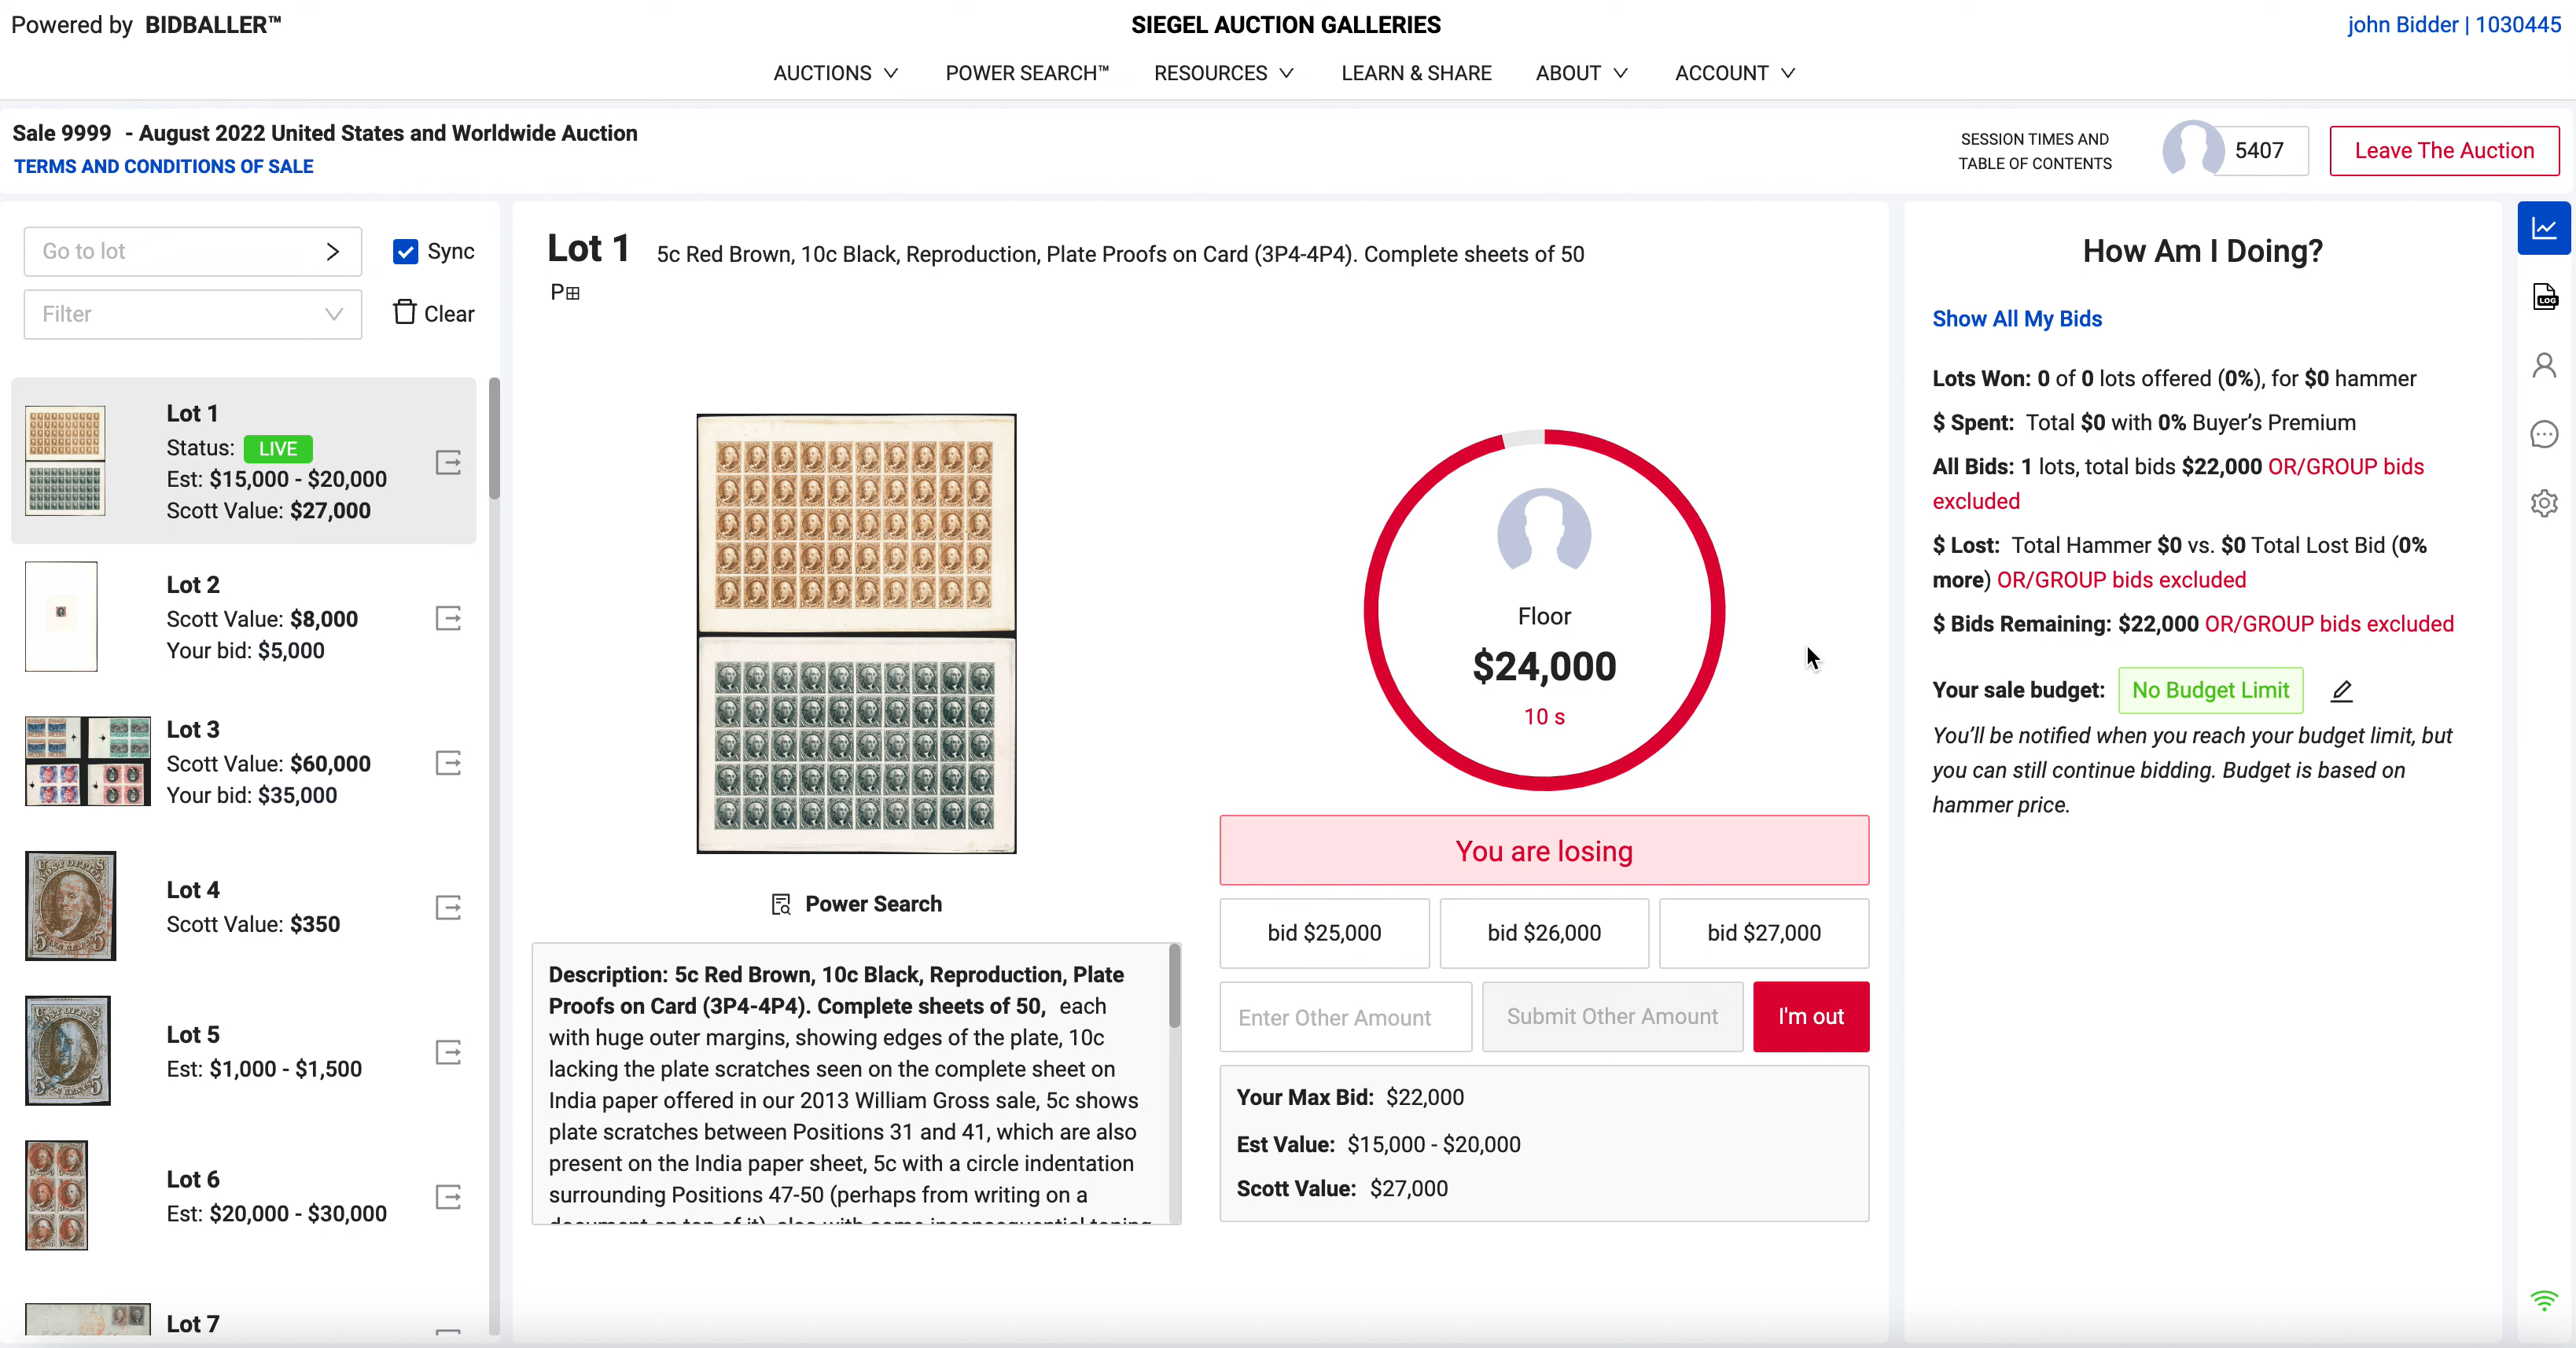 Powered by BIDBALLER™
SIEGEL AUCTION GALLERIES
john Bidder | 1030445
AUCTIONS
POWER SEARCH™
RESOURCES
LEARN & SHARE
ABOUT
ACCOUNT
Sale 9999 - August 2022 United States and Worldwide Auction
TERMS AND CONDITIONS OF SALE
SESSION TIMES AND
TABLE OF CONTENTS
5407
Leave The Auction
Go to lot
Sync
Filter
Clear
Lot 1
Status: LIVE
Est: $15,000 - $20,000
Scott Value: $27,000
Lot 2
Scott Value: $8,000
Your bid: $5,000
Lot 3
Scott Value: $60,000
Your bid: $35,000
Lot 4
Scott Value: $350
Lot 5
Est: $1,000 - $1,500
Lot 6
Est: $20,000 - $30,000
Lot 7
Lot 1 5c Red Brown, 10c Black, Reproduction, Plate Proofs on Card (3P4-4P4). Complete sheets of 50
P⊞
Power Search
Description: 5c Red Brown, 10c Black, Reproduction, Plate
Proofs on Card (3P4-4P4). Complete sheets of 50, each
with huge outer margins, showing edges of the plate, 10c
lacking the plate scratches seen on the complete sheet on
India paper offered in our 2013 William Gross sale, 5c shows
plate scratches between Positions 31 and 41, which are also
present on the India paper sheet, 5c with a circle indentation
surrounding Positions 47-50 (perhaps from writing on a
document on top of it), also with some inconsequential toning
Floor
$24,000
10 s
You are losing
bid $25,000
bid $26,000
bid $27,000
Enter Other Amount
Submit Other Amount
I'm out
Your Max Bid: $22,000
Est Value: $15,000 - $20,000
Scott Value: $27,000
How Am I Doing?
Show All My Bids
Lots Won: 0 of 0 lots offered (0%), for $0 hammer
$ Spent: Total $0 with 0% Buyer's Premium
All Bids: 1 lots, total bids $22,000 OR/GROUP bids
excluded
$ Lost: Total Hammer $0 vs. $0 Total Lost Bid (0%
more) OR/GROUP bids excluded
$ Bids Remaining: $22,000 OR/GROUP bids excluded
Your sale budget: No Budget Limit
You'll be notified when you reach your budget limit, but
you can still continue bidding. Budget is based on
hammer price.
LOG